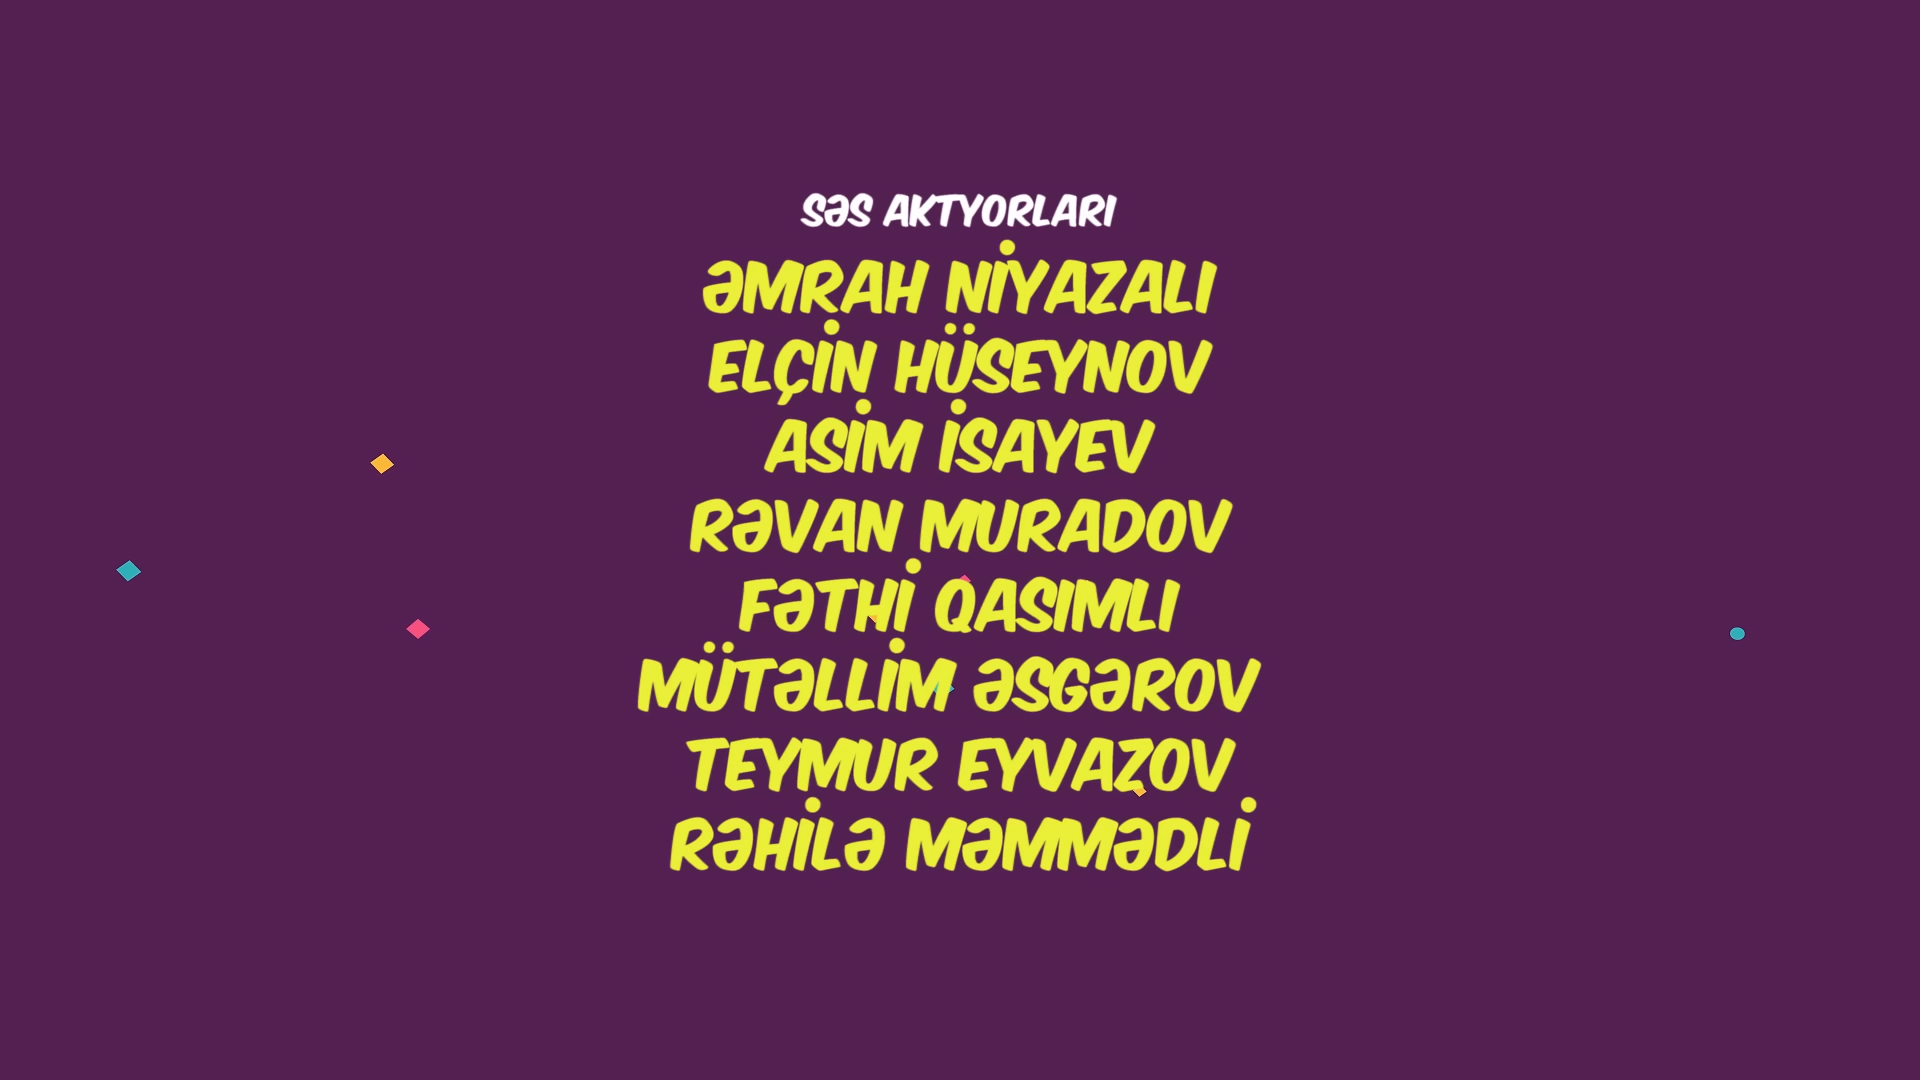 SƏS AKTYORLARI
ƏMRAH NİYAZALI
ELÇİN HÜSEYNOV
ASİM İSAYEV
RƏVAN MURADOV
FƏTHİ QASIMLI
MÜTƏLLİM ƏSGƏROV
TEYMUR EYVAZOV
RƏHİLƏ MƏMMƏDLİ